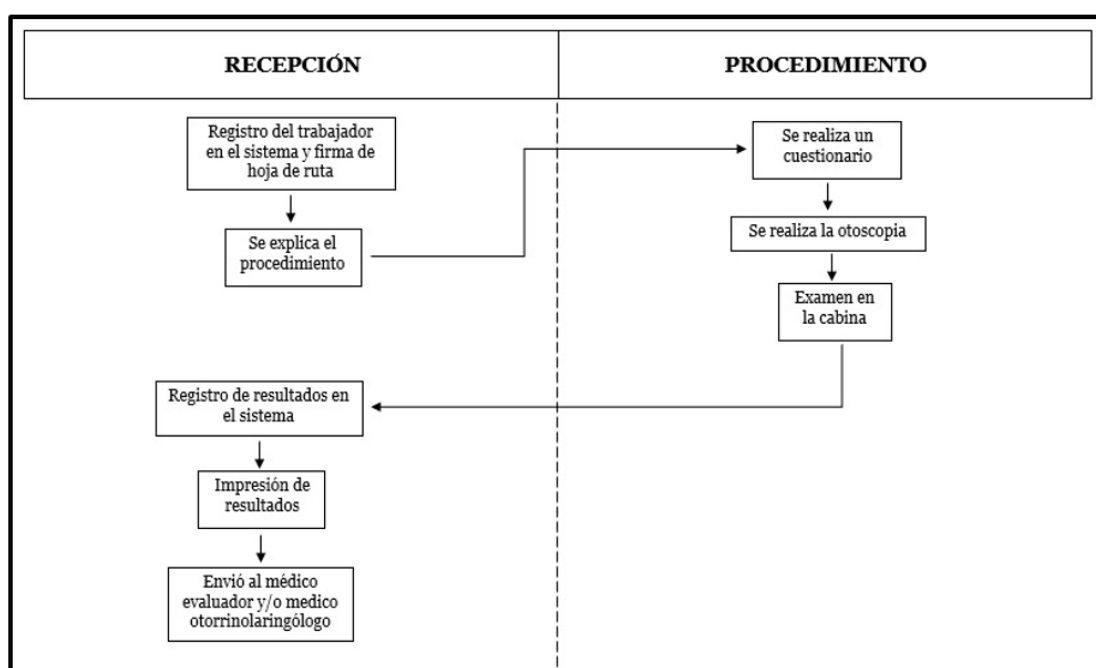 RECEPCIÓN
PROCEDIMIENTO
Registro del trabajador
en el sistema y firma de
hoja de ruta
Se explica el
procedimiento
Se realiza un
cuestionario
Se realiza la otoscopia
Examen en
la cabina
Registro de resultados en
el sistema
Impresión de
resultados
Envió al médico
evaluador y/o medico
otorrinolaringólogo